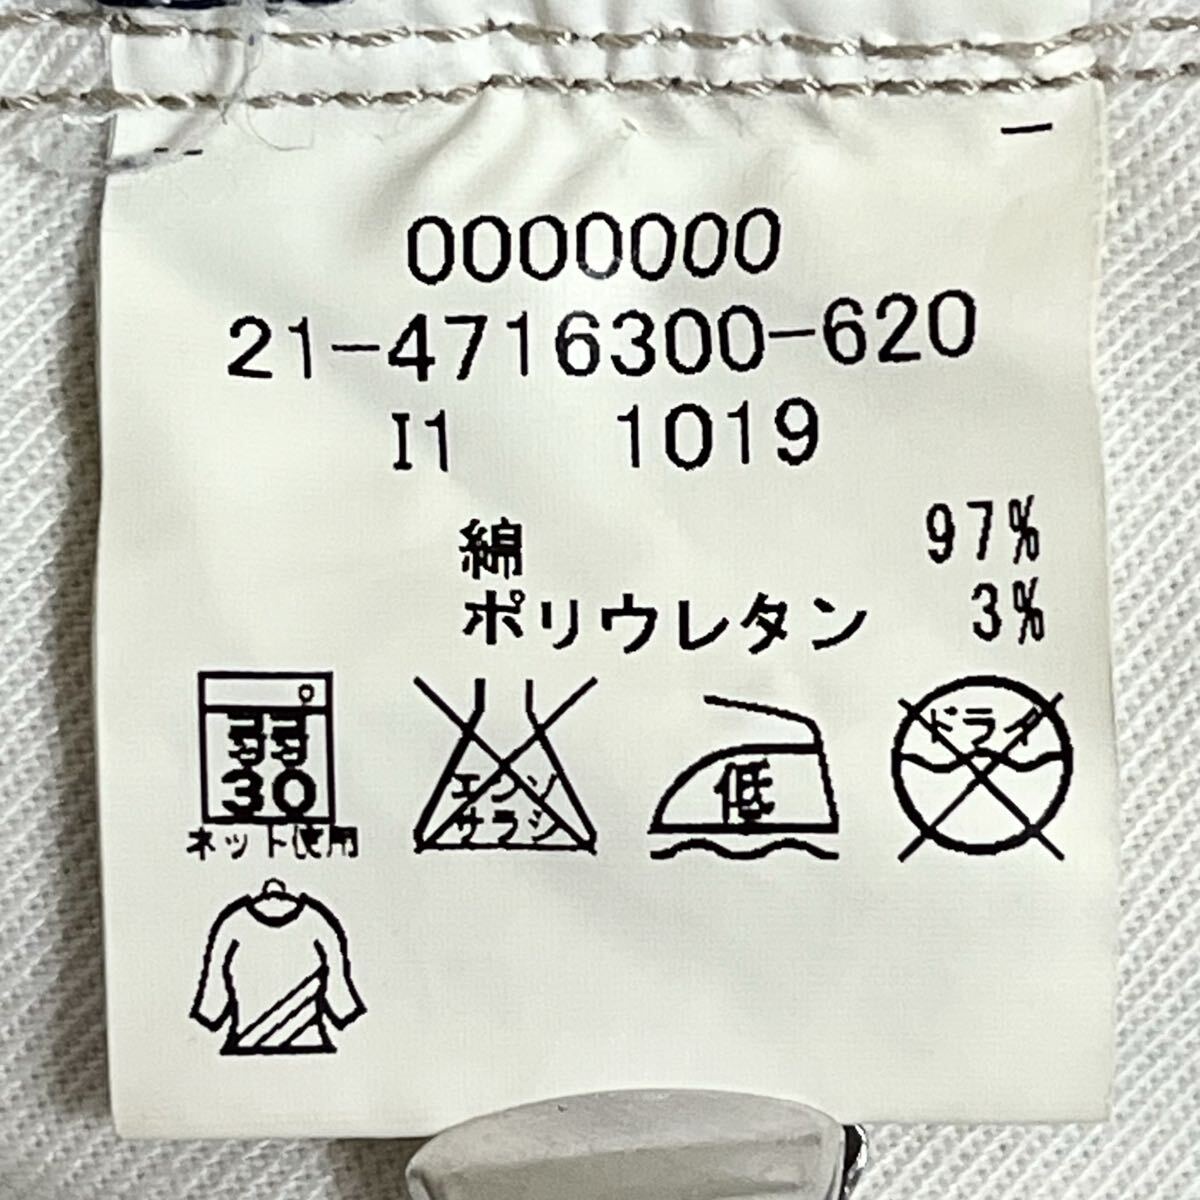 0000000
21-4716300-620
I1 1019
綿 97%
ポリウレタン 3%
弱 30
ネット使用
エンソ
サラシ
低
ドライ